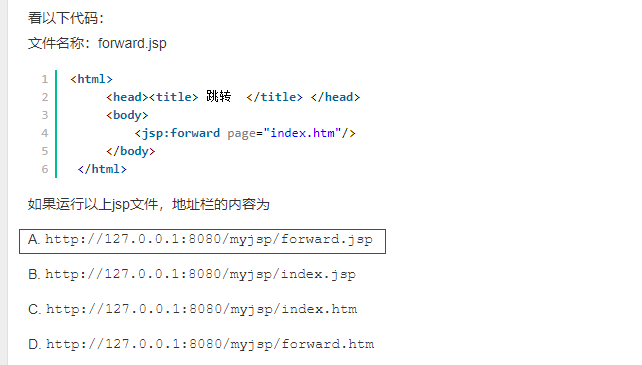 看以下代码：
文件名称：forward.jsp
1 <html>
2 <head><title> 跳转 </title> </head>
3 <body>
4 <jsp:forward page="index.htm"/>
5 </body>
6 </html>
如果运行以上jsp文件，地址栏的内容为
A. http://127.0.0.1:8080/myjsp/forward.jsp
B. http://127.0.0.1:8080/myjsp/index.jsp
C. http://127.0.0.1:8080/myjsp/index.htm
D. http://127.0.0.1:8080/myjsp/forward.htm